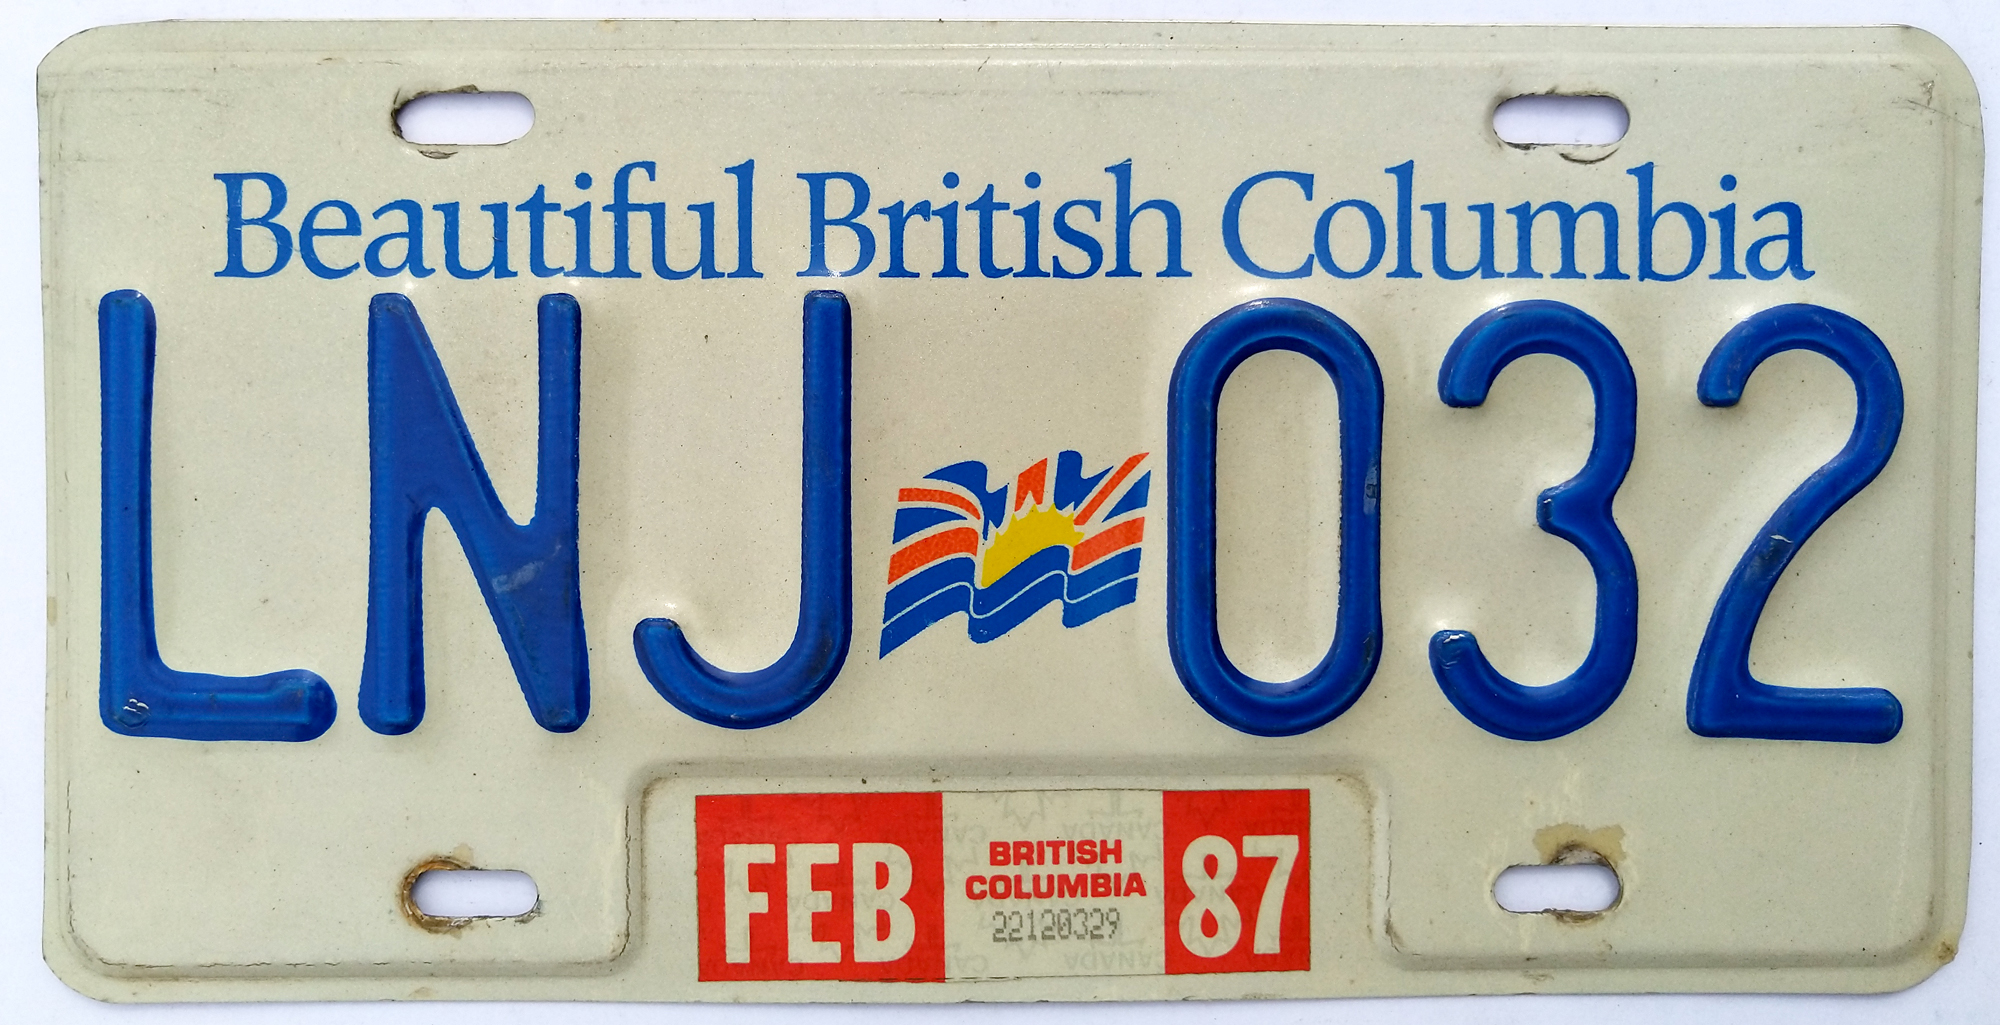 Beautiful British Columbia
LNJ 032
FEB BRITISH COLUMBIA 87
22120329